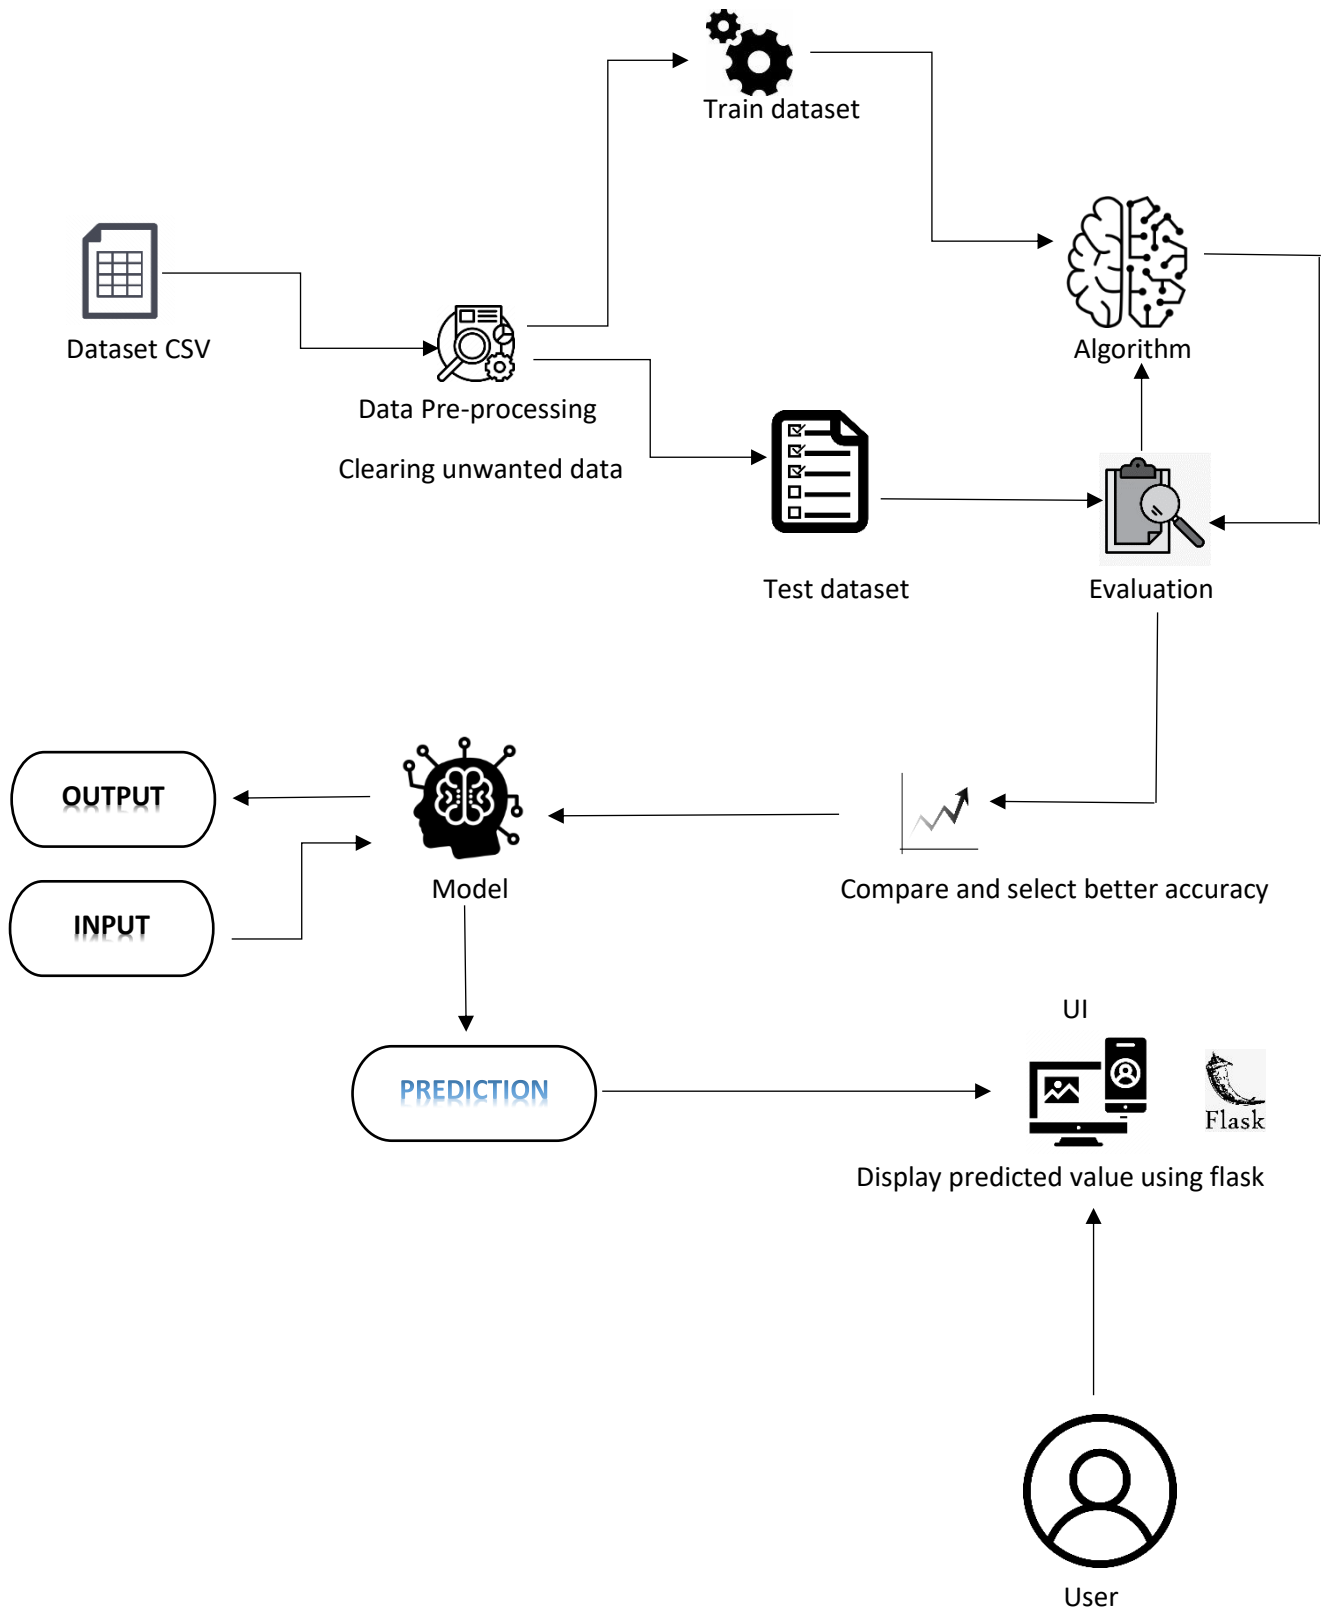 Train dataset
Dataset CSV
Algorithm
Data Pre-processing
Clearing unwanted data
Test dataset
Evaluation
OUTPUT
INPUT
Model
Compare and select better accuracy
UI
PREDICTION
Flask
Display predicted value using flask
User